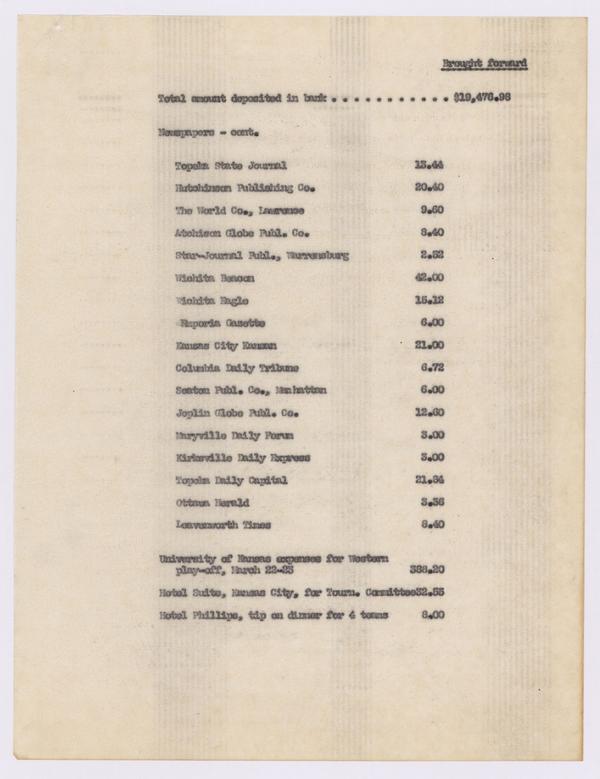 Brought forward
Total amount deposited in bank . . . . . . . . . . . . $19,476.98
Newspapers - cont.
Topeka State Journal 13.44
Hutchinson Publishing Co. 20.40
The World Co., Lawrence 9.60
Atchison Globe Publ. Co. 8.40
Star-Journal Publ., Warrensburg 2.52
Wichita Beacon 42.00
Wichita Eagle 15.12
Emporia Gazette 6.00
Kansas City Kansan 21.00
Columbia Daily Tribune 6.72
Seaton Publ. Co., Manhattan 6.00
Joplin Globe Publ. Co. 12.60
Maryville Daily Forum 3.00
Kirksville Daily Express 3.00
Topeka Daily Capital 21.84
Ottawa Herald 3.36
Leavenworth Times 8.40
University of Kansas expenses for Western
play-off, March 22-23 388.20
Hotel Suite, Kansas City, for Tourn. Committee32.55
Hotel Phillips, tip on dinner for 4 teams 8.00